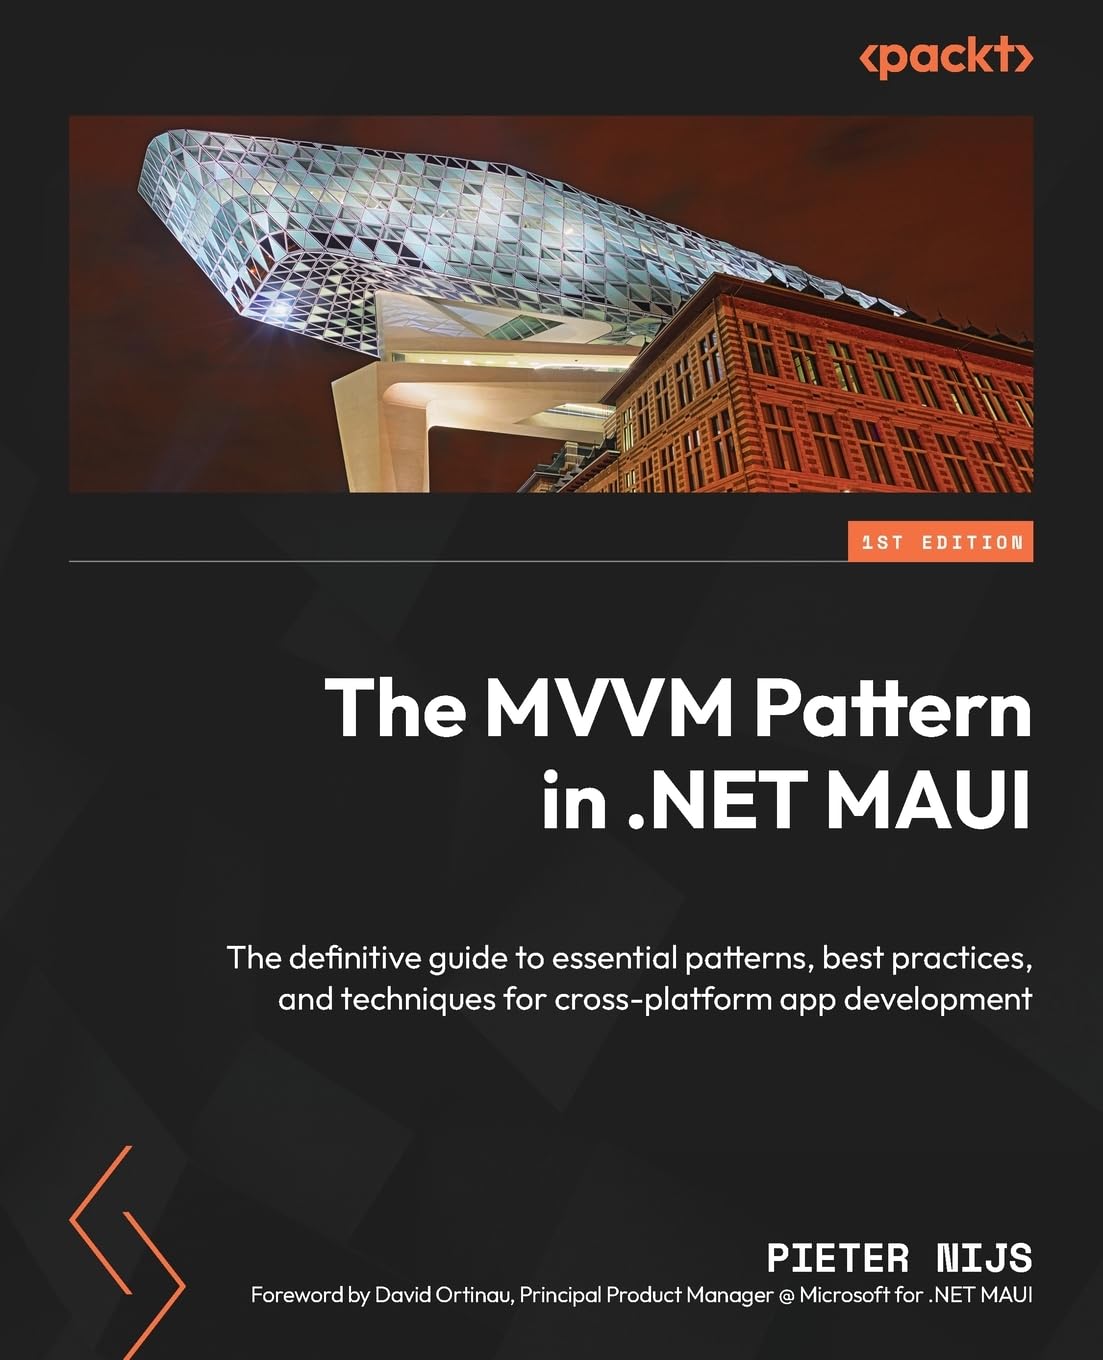 <packt>
1ST EDITION
The MVVM Pattern
in .NET MAUI
The definitive guide to essential patterns, best practices,
and techniques for cross-platform app development
PIETER NIJS
Foreword by David Ortinau, Principal Product Manager @ Microsoft for .NET MAUI